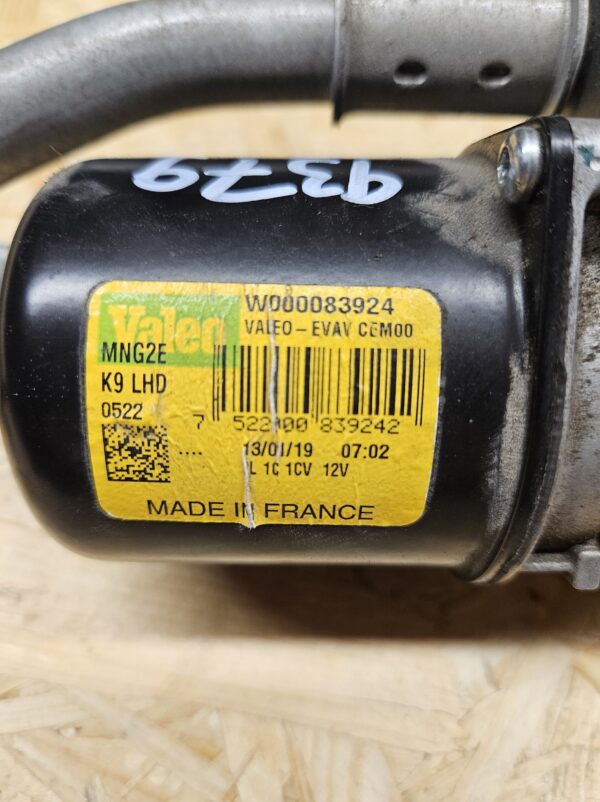 9379
Valeo
W000083924
VALEO-EVAV CEM00
MNG2E
K9 LHD
0522
7 522000 839242
.... 13/01/19 07:02
1C 1CV 12V
MADE IN FRANCE